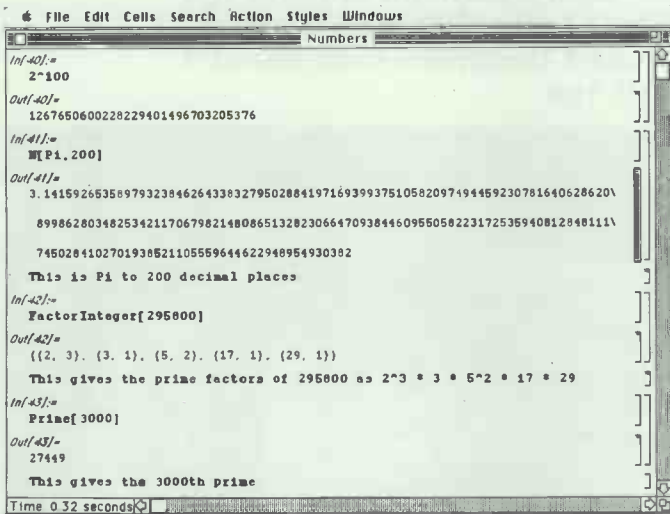 File Edit Cells Search Action Styles Windows
Numbers
In[40]:=
2^100
Out[40]=
1267650600228229401496703205376
In[41]:=
N[Pi,200]
Out[41]=
3.14159265358979323846264338327950288419716939937510582097494459230781640628620\
89986280348253421170679821480865132823066470938446095505822317253594081284811\
74502841027019385211055596446229489549303​82
This is Pi to 200 decimal places
In[42]:=
FactorInteger[295800]
Out[42]=
{{2, 3}, {3, 1}, {5, 2}, {17, 1}, {29, 1}}
This gives the prime factors of 295800 as 2^3 * 3 * 5^2 * 17 * 29
In[43]:=
Prime[3000]
Out[43]=
27449
This gives the 3000th prime
Time 0.32 seconds